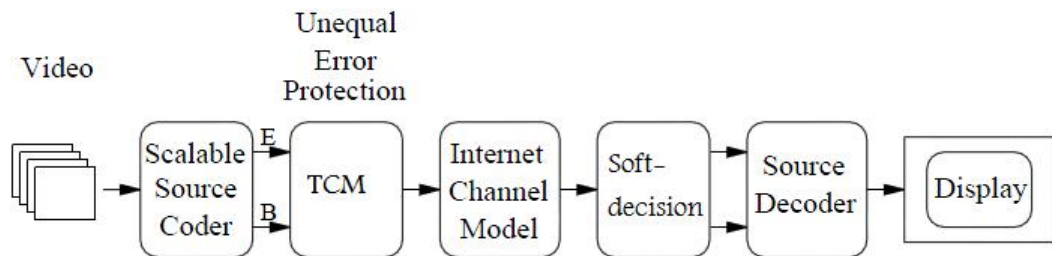 Unequal
Error
Protection
Video
Scalable
Source
Coder
E
B
TCM
Internet
Channel
Model
Soft-
decision
Source
Decoder
Display